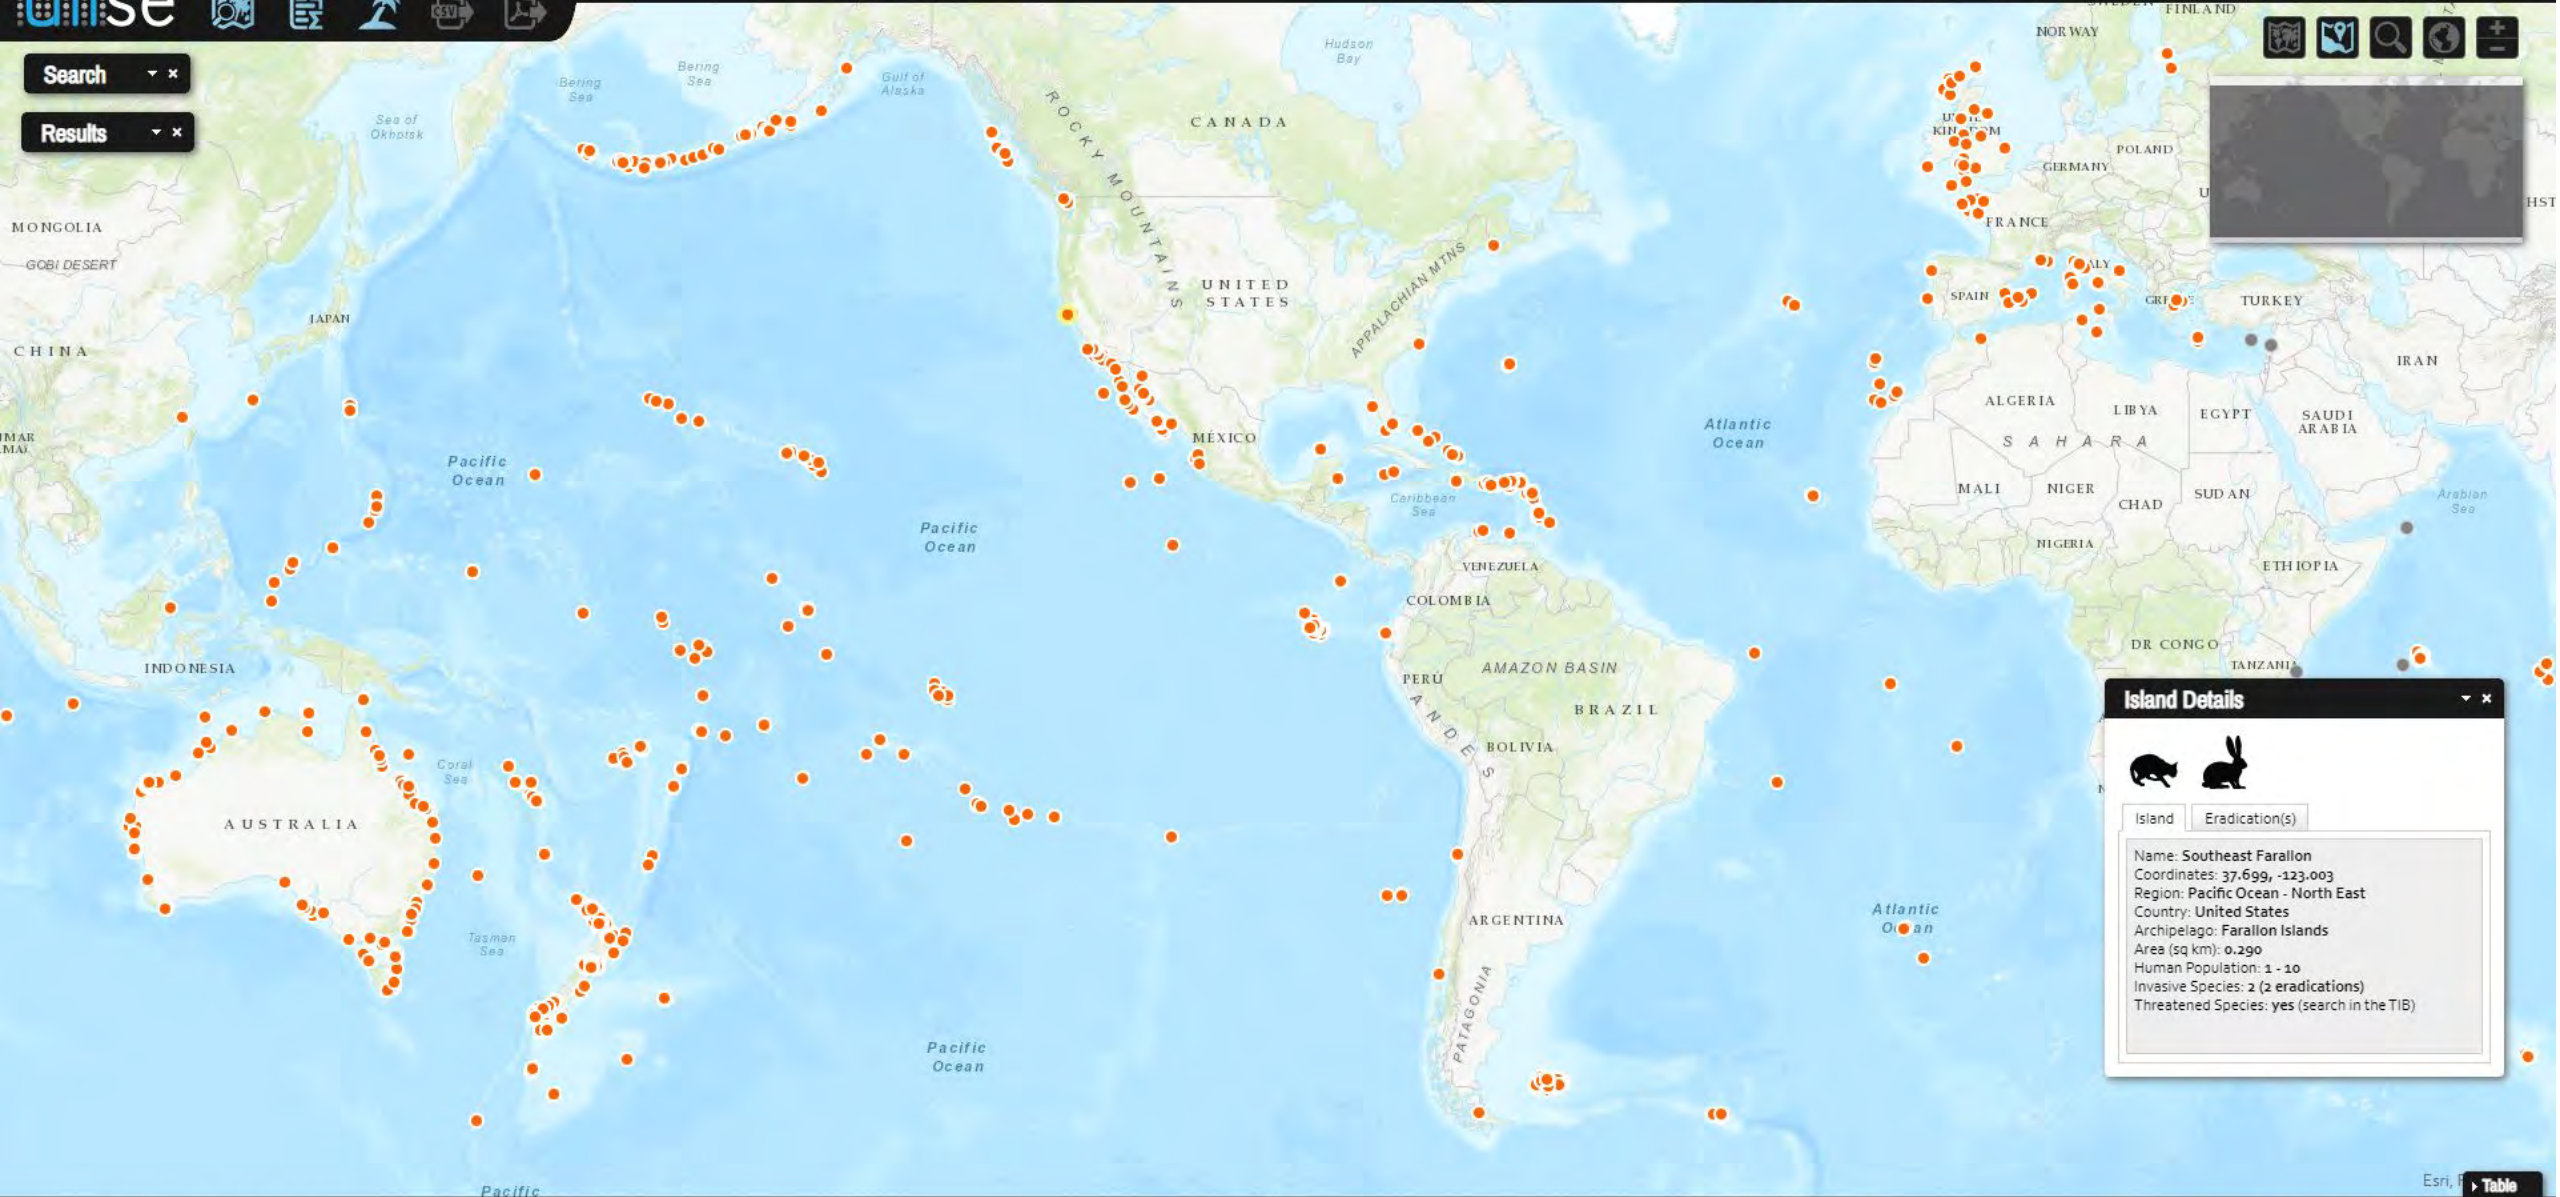 Search
Results
CSV
Bering
Sea
Bering
Sea
Gulf of
Alaska
Hudson
Bay
Sea of
Okhotsk
NORWAY
FINLAND
CANADA
ROCKY MOUNTAINS
POLAND
GERMANY
FRANCE
MONGOLIA
GOBI DESERT
UNITED
STATES
APPALACHIAN MTNS
SPAIN
TURKEY
JAPAN
CHINA
IRAN
ALGERIA
LIBYA
EGYPT
SAUDI
ARABIA
SAHARA
Atlantic
Ocean
MÉXICO
Pacific
Ocean
MALI
NIGER
CHAD
SUDAN
Arabian
Sea
Caribbean
Sea
Pacific
Ocean
NIGERIA
ETHIOPIA
VENEZUELA
COLOMBIA
DR CONGO
INDONESIA
AMAZON BASIN
PERÚ
BRAZIL
ANDES
BOLIVIA
Coral
Sea
AUSTRALIA
ARGENTINA
Atlantic
Tasman
Sea
PATAGONIA
Pacific
Ocean
Pacific
Island Details
Island
Eradication(s)
Name: Southeast Farallon
Coordinates: 37.699, -123.003
Region: Pacific Ocean - North East
Country: United States
Archipelago: Farallon Islands
Area (sq km): 0.290
Human Population: 1 - 10
Invasive Species: 2 (2 eradications)
Threatened Species: yes (search in the TIB)
Esri,
Table